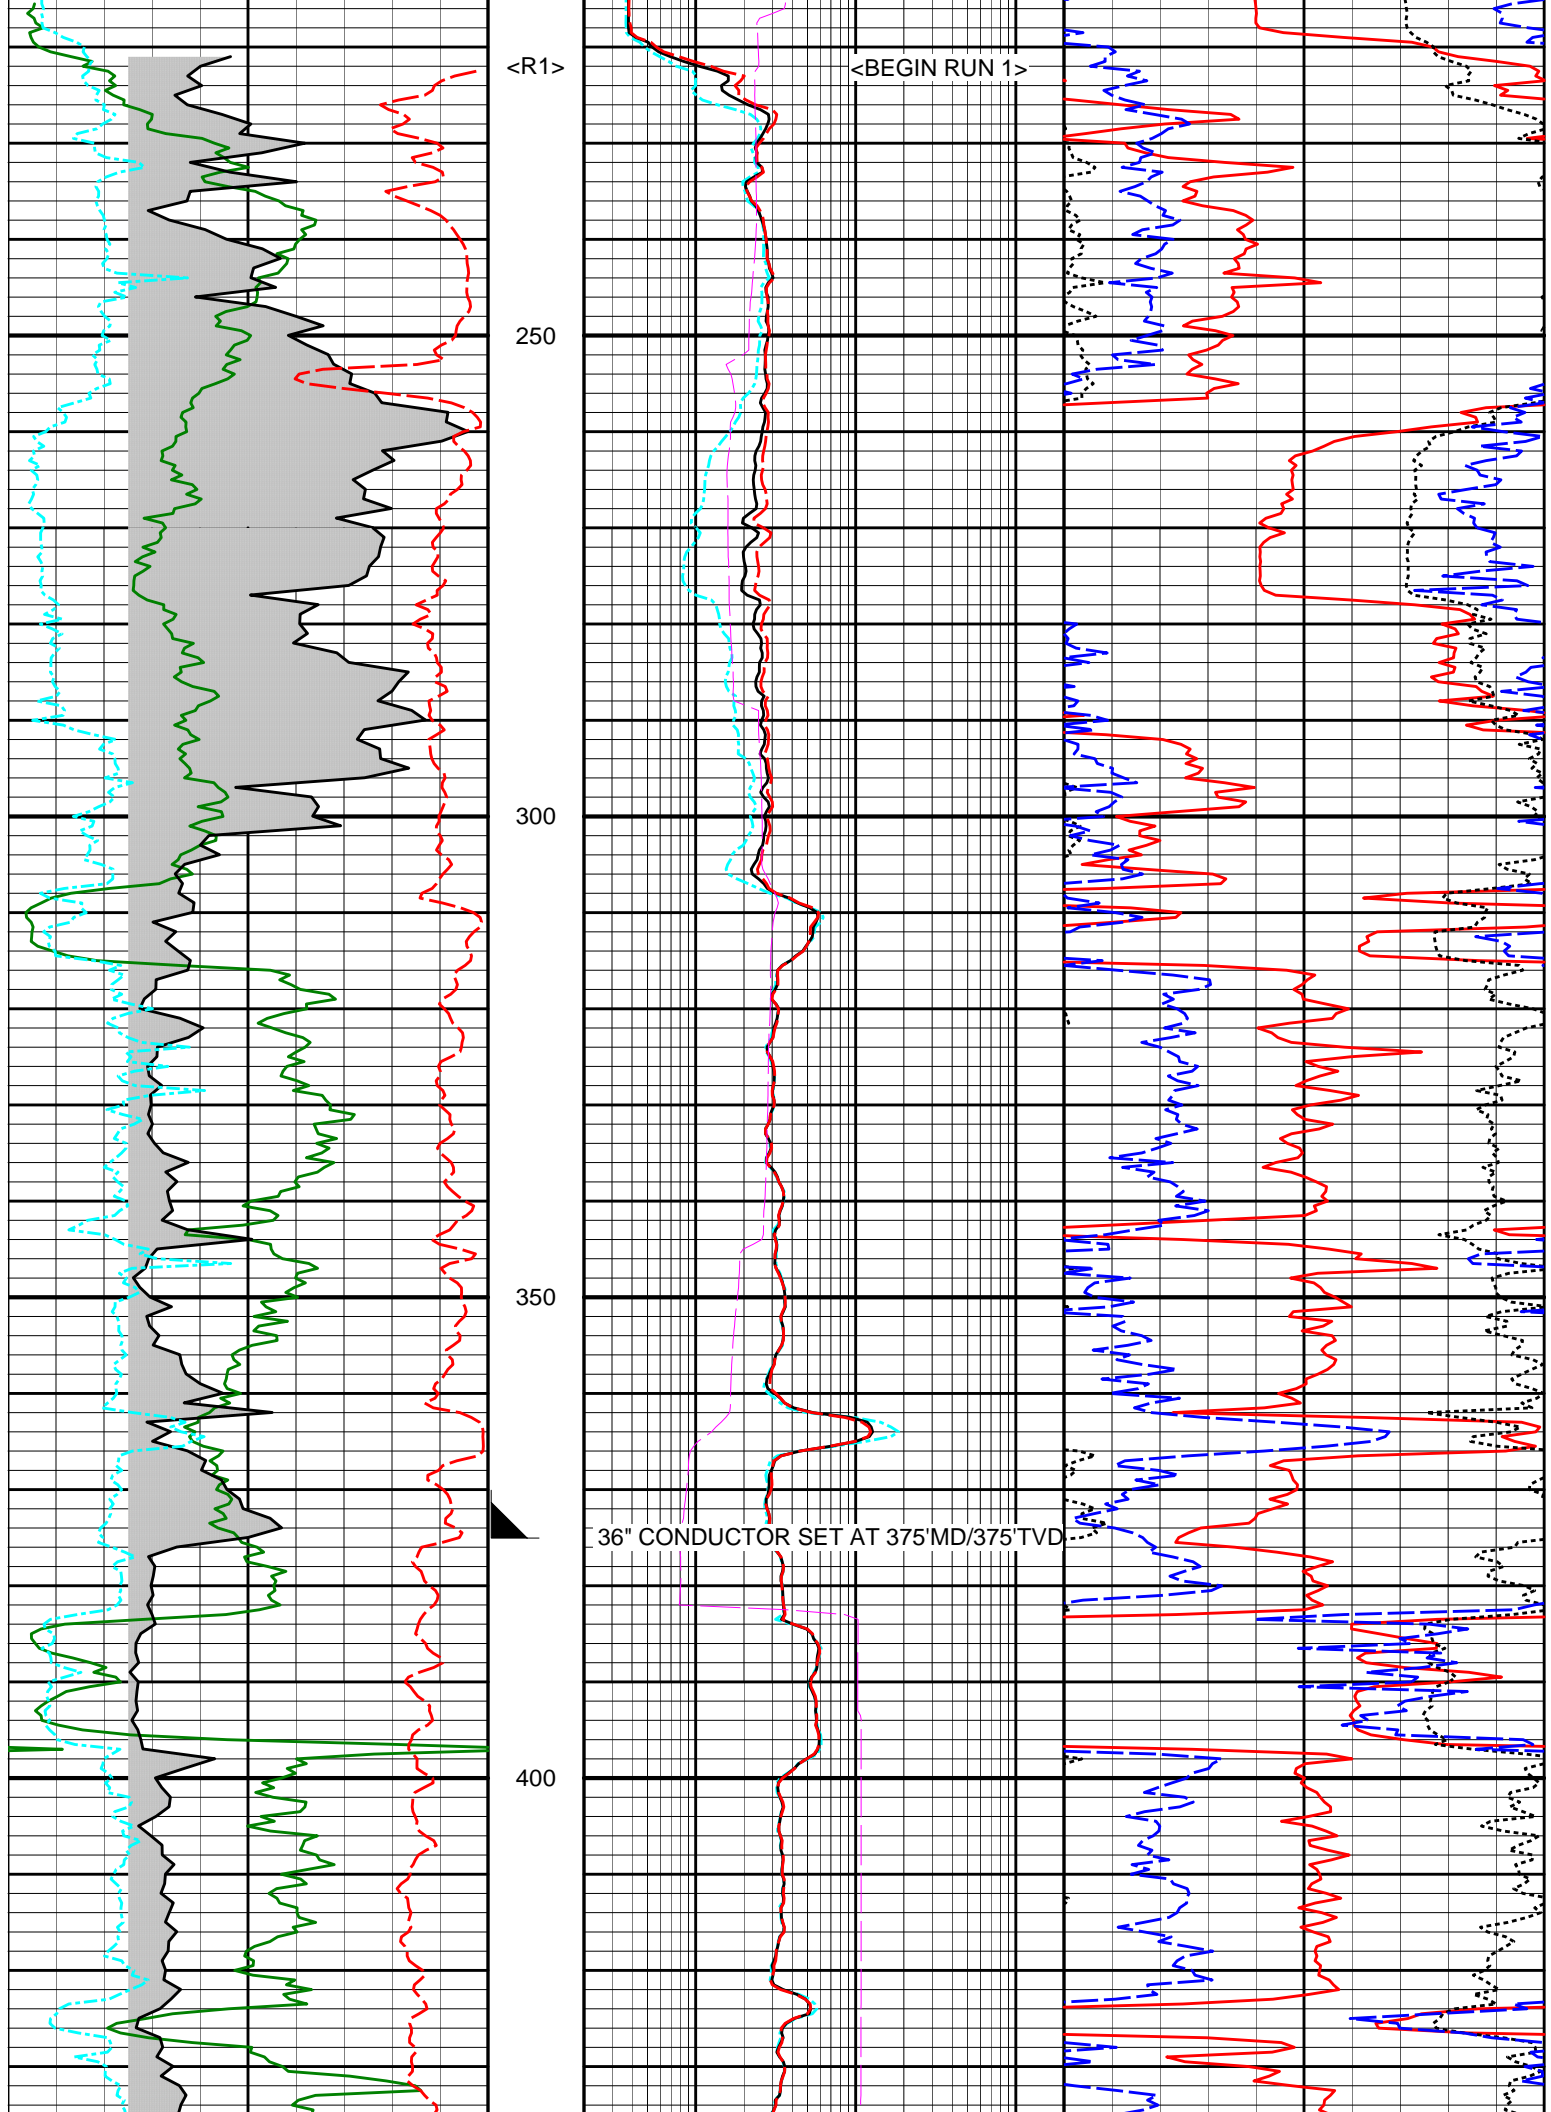 <R1>
<BEGIN RUN 1>
250
300
350
36" CONDUCTOR SET AT 375'MD/375'TVD
400